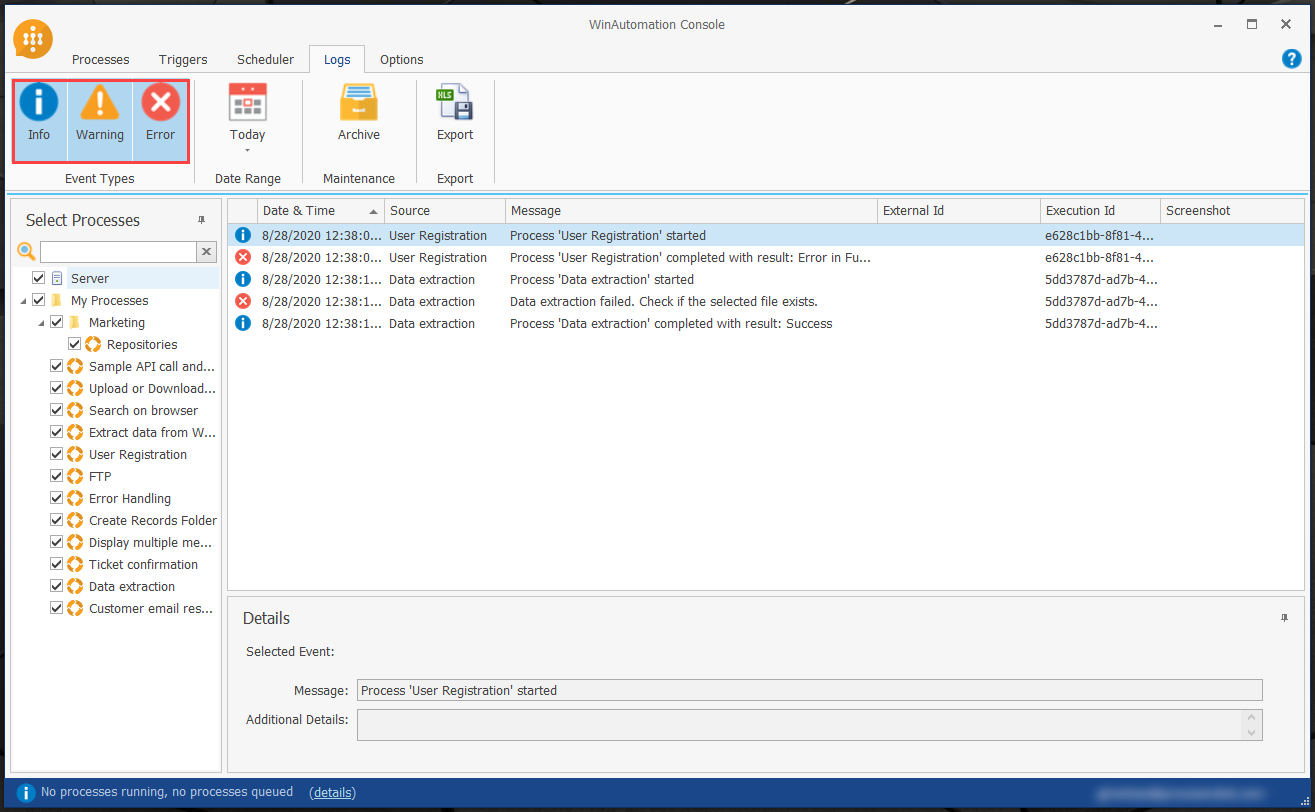 WinAutomation Console
Processes Triggers Scheduler Logs Options
Info Warning Error Today Archive Export
Event Types Date Range Maintenance Export
XLS
Select Processes
Server
My Processes
Marketing
Repositories
Sample API call and...
Upload or Download...
Search on browser
Extract data from W...
User Registration
FTP
Error Handling
Create Records Folder
Display multiple me...
Ticket confirmation
Data extraction
Customer email res...
Date & Time Source Message External Id Execution Id Screenshot
8/28/2020 12:38:0... User Registration Process 'User Registration' started e628c1bb-8f81-4...
8/28/2020 12:38:0... User Registration Process 'User Registration' completed with result: Error in Fu... e628c1bb-8f81-4...
8/28/2020 12:38:1... Data extraction Process 'Data extraction' started 5dd3787d-ad7b-4...
8/28/2020 12:38:1... Data extraction Data extraction failed. Check if the selected file exists. 5dd3787d-ad7b-4...
8/28/2020 12:38:1... Data extraction Process 'Data extraction' completed with result: Success 5dd3787d-ad7b-4...
Details
Selected Event:
Message: Process 'User Registration' started
Additional Details:
No processes running, no processes queued (details)